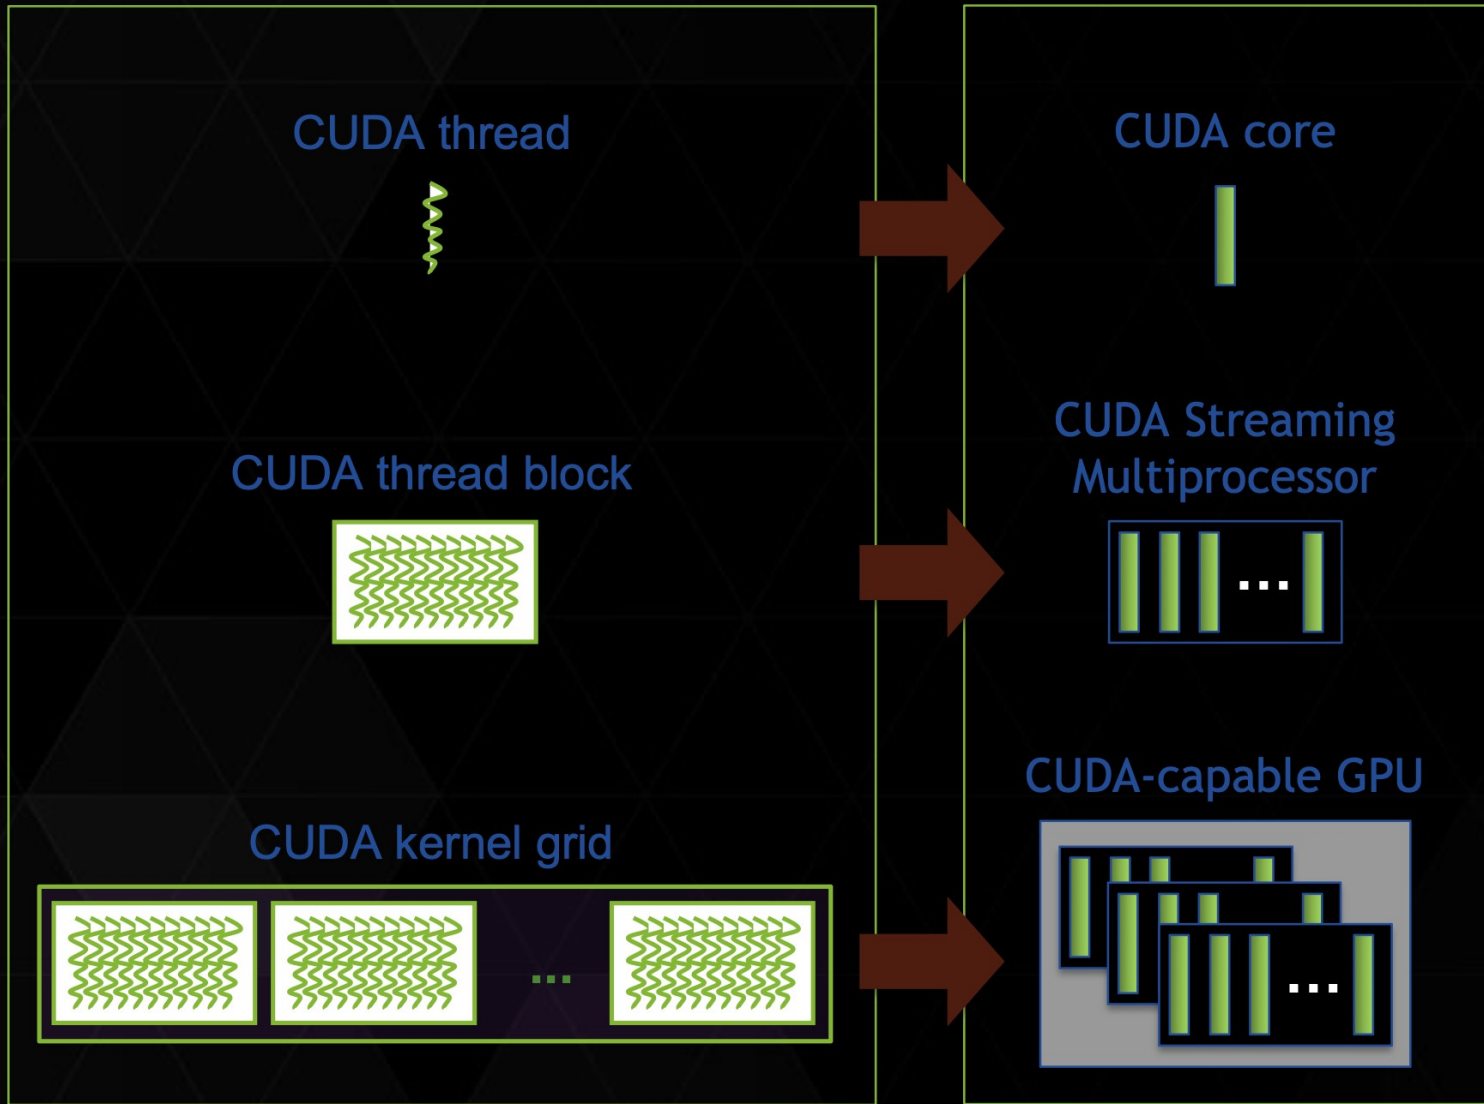 CUDA thread
CUDA core
CUDA thread block
CUDA Streaming
Multiprocessor
CUDA kernel grid
CUDA-capable GPU